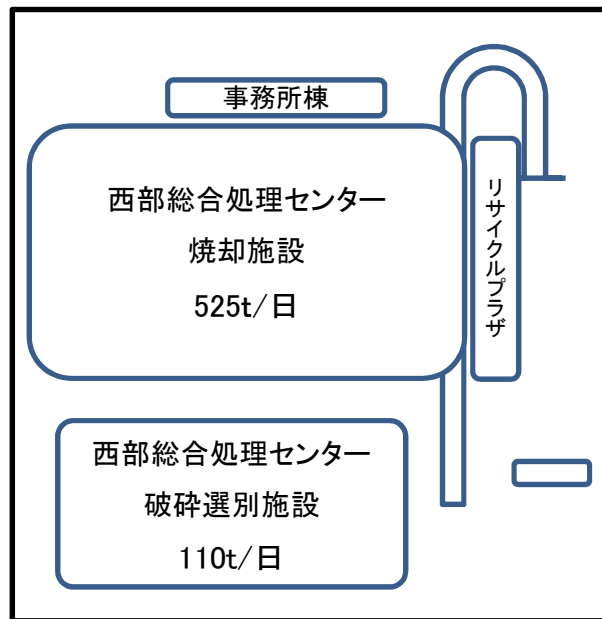 事務所棟
西部総合処理センター
焼却施設
525t/日
リサイクルプラザ
西部総合処理センター
破砕選別施設
110t/日